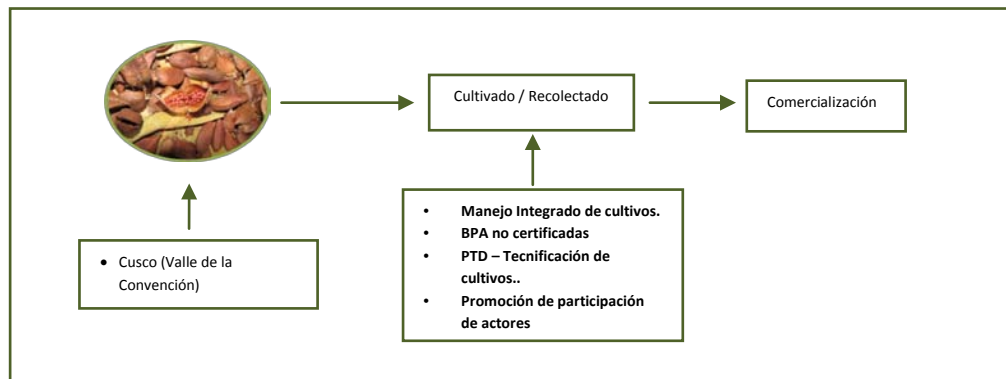 Cultivado / Recolectado
Comercialización
• Cusco (Valle de la
Convención)
• Manejo Integrado de cultivos.
• BPA no certificadas
• PTD – Tecnificación de
cultivos..
• Promoción de participación
de actores